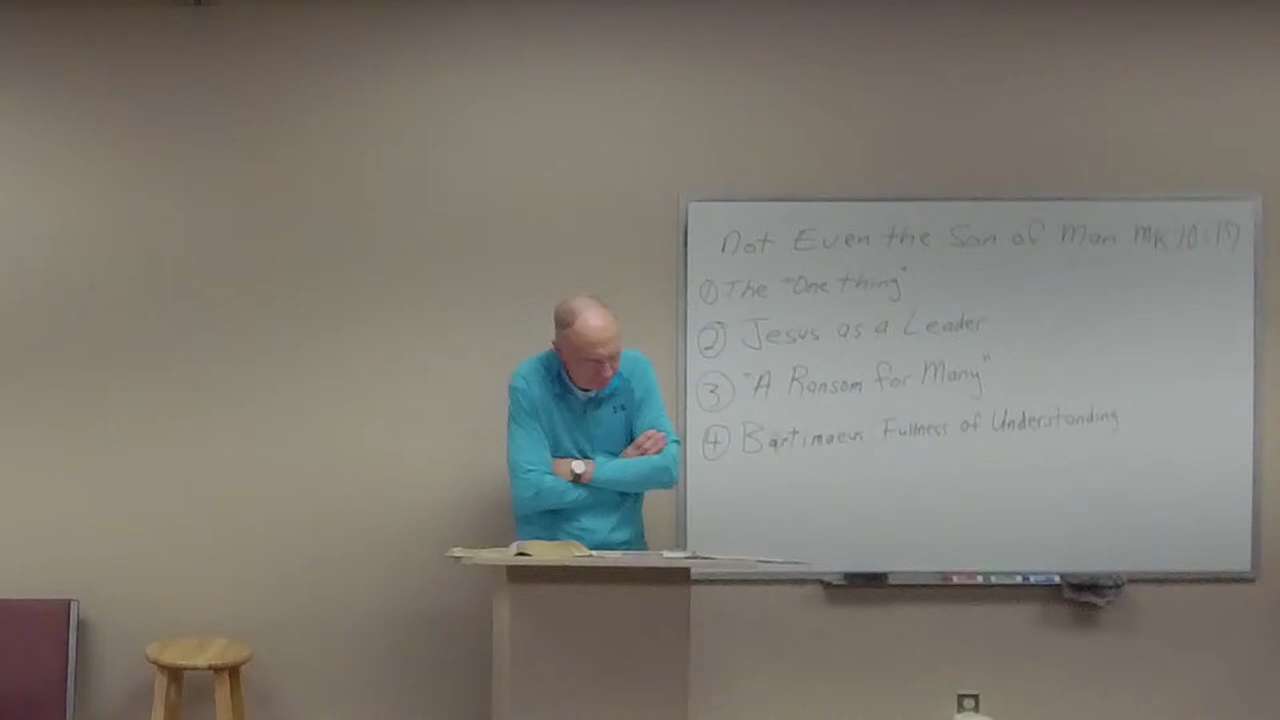 Not Even the Son of Man MK 10:17
① The "One thing"
② Jesus as a Leader
③ "A Ransom for Many"
④ Bartimaeus Fullness of Understanding